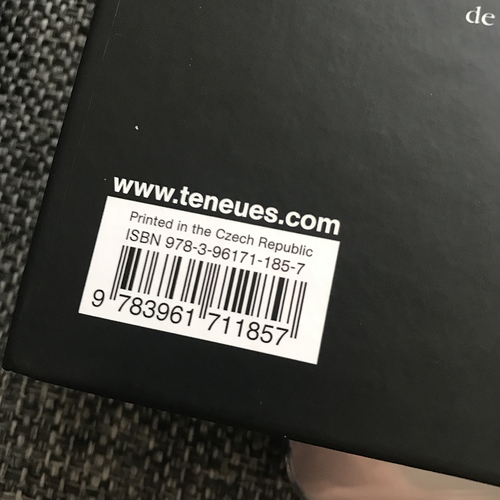 de
www.teneues.com
Printed in the Czech Republic
ISBN 978-3-96171-185-7
9 783961 711857